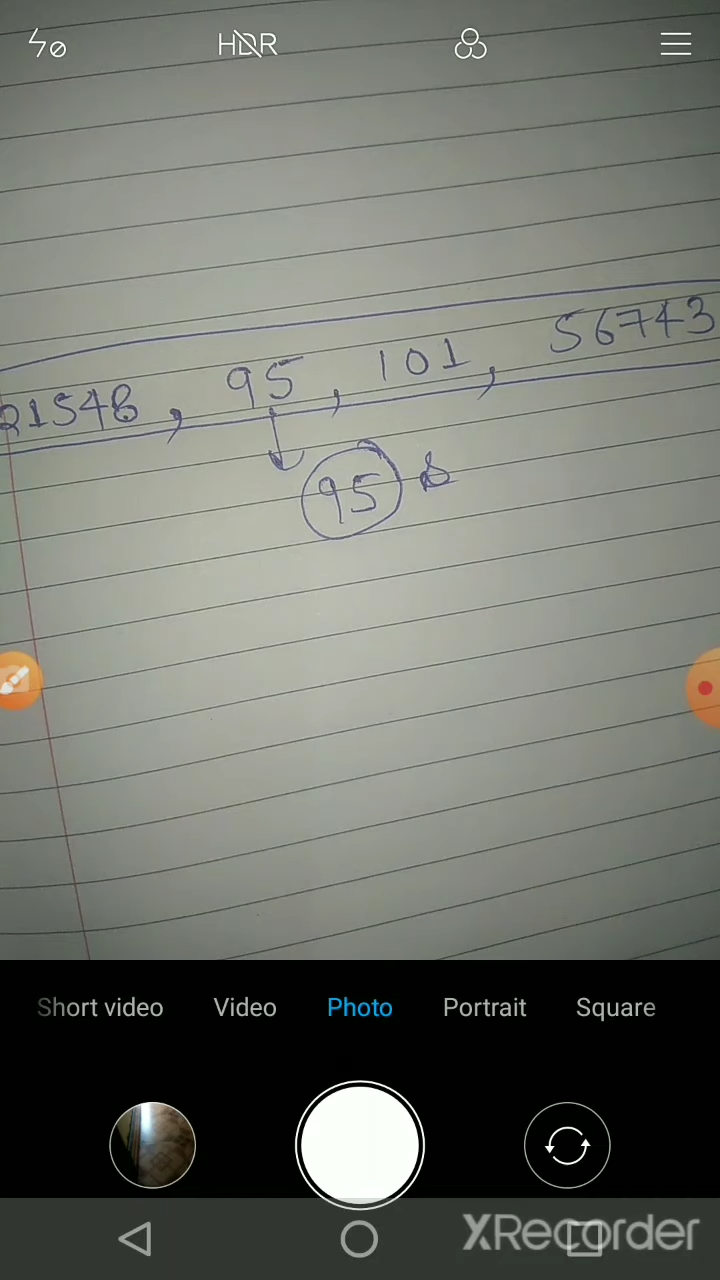 HDR
21548, 95, 101, 56743
95
Short video Video Photo Portrait Square
XRecorder